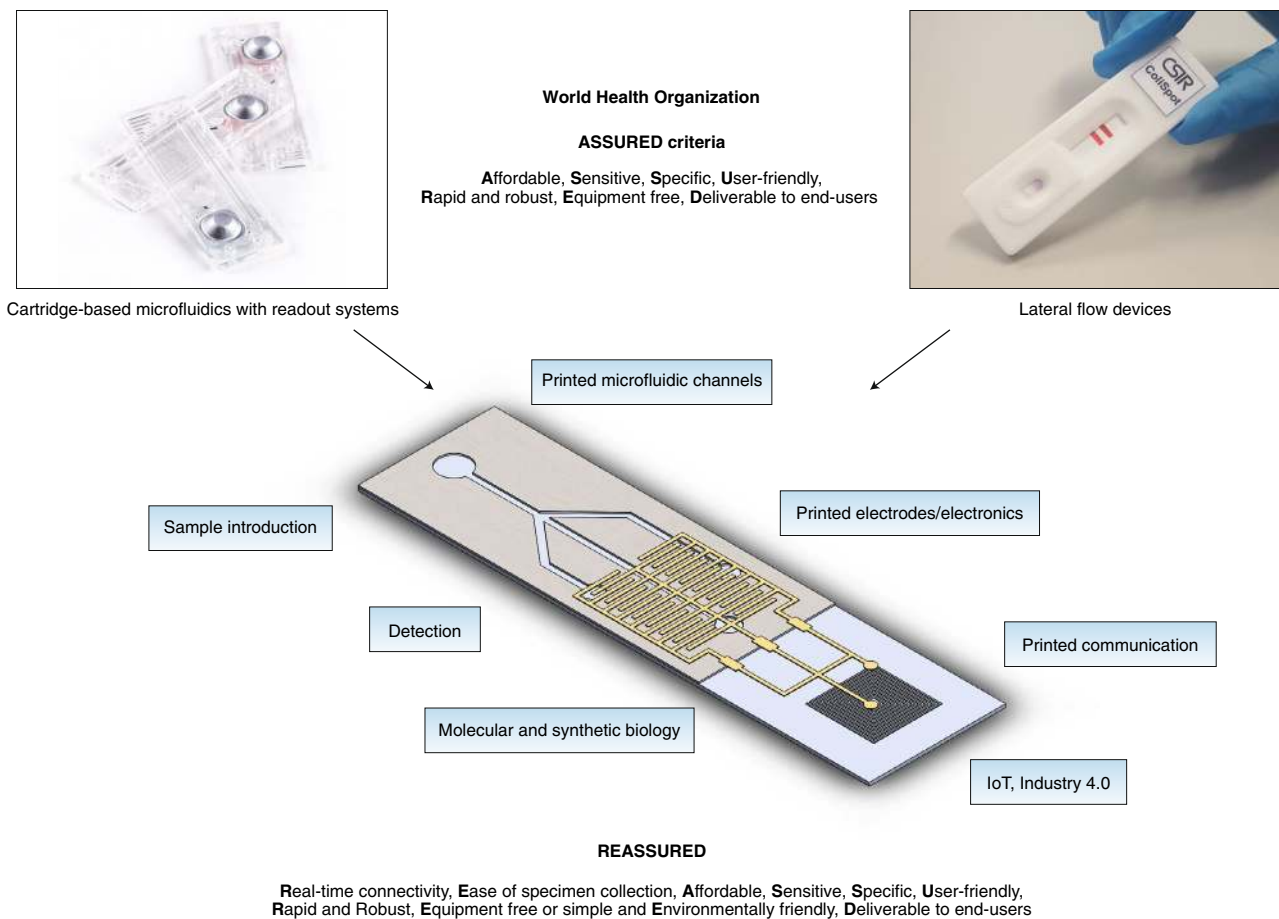 CSIR
ColiSpot
World Health Organization
ASSURED criteria
Affordable, Sensitive, Specific, User-friendly,
Rapid and robust, Equipment free, Deliverable to end-users
Cartridge-based microfluidics with readout systems
Lateral flow devices
Printed microfluidic channels
Sample introduction
Printed electrodes/electronics
Detection
Printed communication
Molecular and synthetic biology
IoT, Industry 4.0
REASSURED
Real-time connectivity, Ease of specimen collection, Affordable, Sensitive, Specific, User-friendly,
Rapid and Robust, Equipment free or simple and Environmentally friendly, Deliverable to end-users